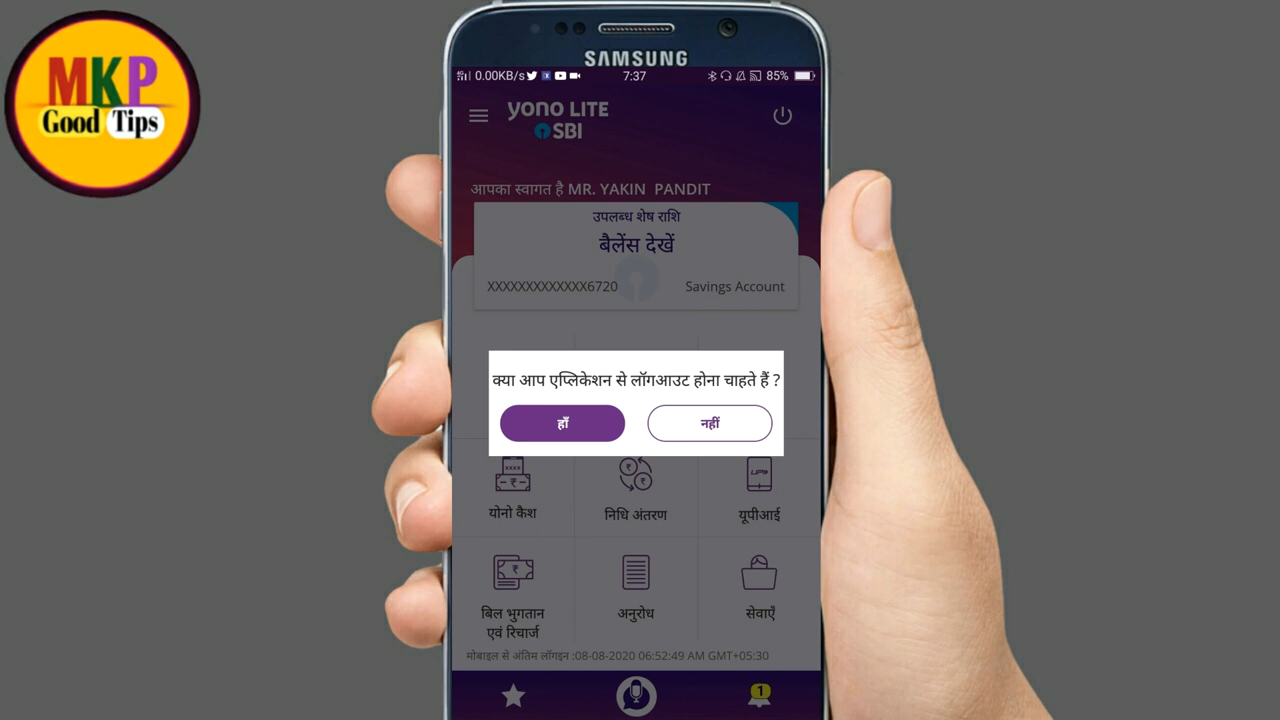 MKP
Good Tips
SAMSUNG
0.00KB/s 7:37 85%
yono LITE
SBI
आपका स्वागत है MR. YAKIN PANDIT
उपलब्ध शेष राशि
बैलेंस देखें
XXXXXXXXXXXXX6720 Savings Account
क्या आप एप्लिकेशन से लॉगआउट होना चाहते हैं ?
हाँ नहीं
योनो कैश निधि अंतरण यूपीआई
बिल भुगतान अनुरोध सेवाएँ
एवं रिचार्ज
मोबाइल से अंतिम लॉगइन :08-08-2020 06:52:49 AM GMT+05:30
1